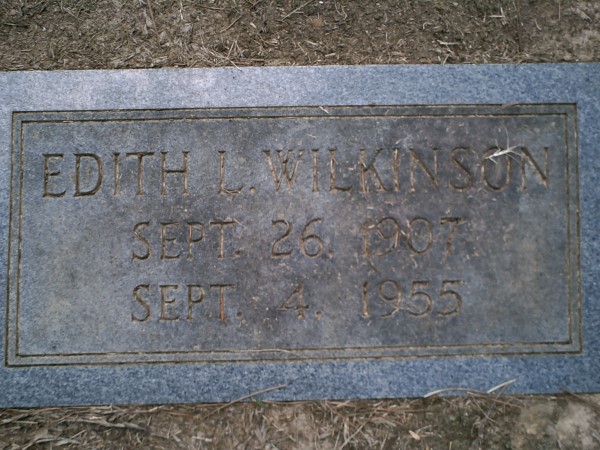 EDITH L. WILKINSON
SEPT. 26. 1907
SEPT. 4. 1955